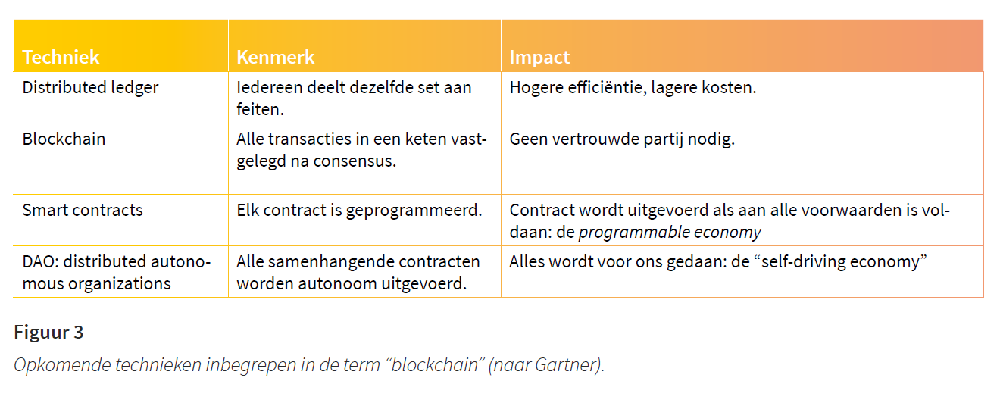 Techniek Kenmerk Impact
Distributed ledger Iedereen deelt dezelfde set aan Hogere efficiëntie, lagere kosten.
feiten.
Blockchain Alle transacties in een keten vast- Geen vertrouwde partij nodig.
gelegd na consensus.
Smart contracts Elk contract is geprogrammeerd. Contract wordt uitgevoerd als aan alle voorwaarden is vol-
daan: de programmable economy
DAO: distributed autono- Alle samenhangende contracten Alles wordt voor ons gedaan: de “self-driving economy”
mous organizations worden autonoom uitgevoerd.
Figuur 3
Opkomende technieken inbegrepen in de term “blockchain” (naar Gartner).